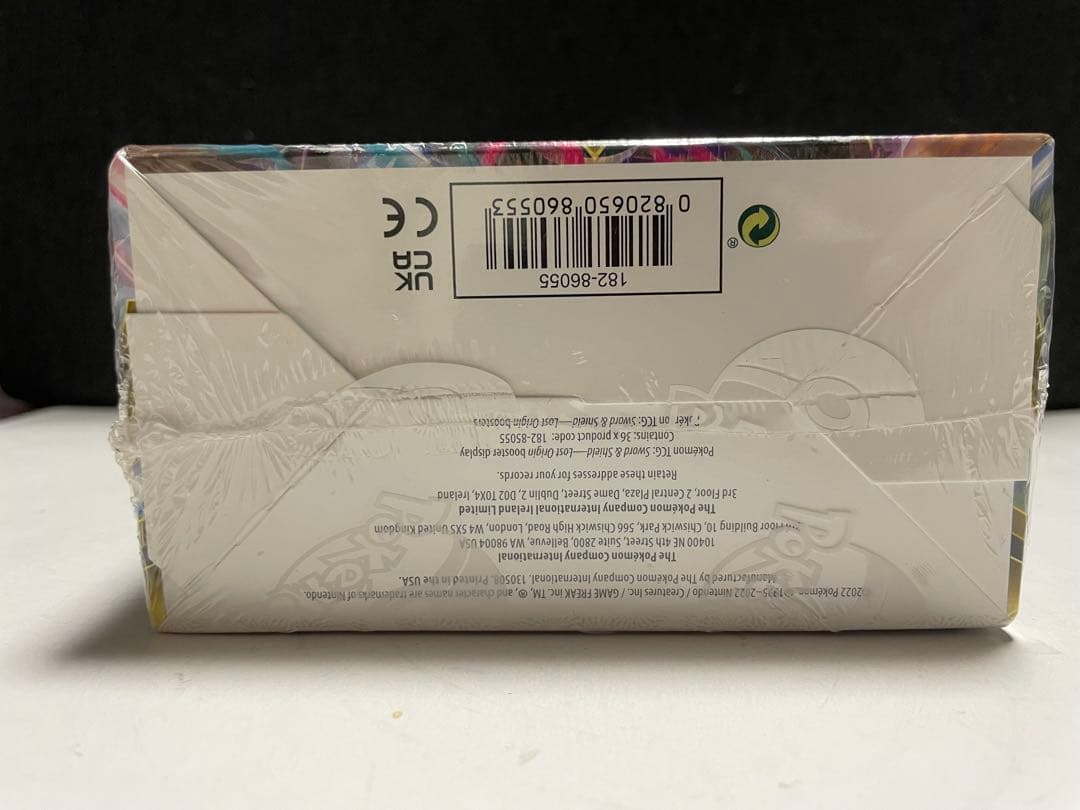 ©2022 Pokémon. ©1995–2022 Nintendo / Creatures Inc. / GAME FREAK inc. TM, ®, and character names are trademarks of Nintendo.
Manufactured by The Pokémon Company International. 130508. Printed in the USA.
The Pokémon Company International
10400 NE 4th Street, Suite 2800, Bellevue, WA 98004 USA
Floor Building 10, Chiswick Park, 566 Chiswick High Road, London, W4 5XS United Kingdom
The Pokémon Company International Ireland Limited
3rd Floor, 2 Central Plaza, Dame Street, Dublin 2, D02 T0X4, Ireland
Retain these addresses for your records.
Pokémon TCG: Sword & Shield—Lost Origin booster display
Contains: 36 x product code: 182-85055
Pokémon TCG: Sword & Shield—Lost Origin boosters
182-86055
0 820650 860553
®
UK
CA
CE